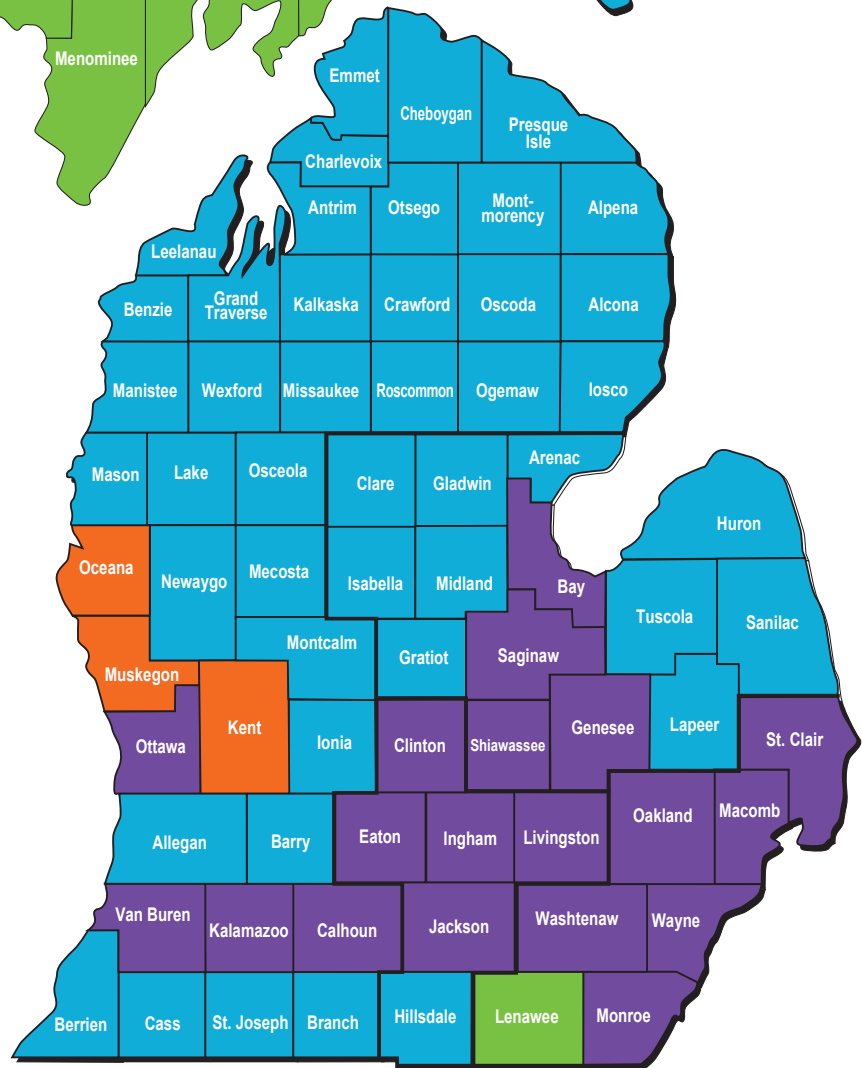 Menominee
Emmet
Cheboygan
Presque
Isle
Charlevoix
Antrim
Otsego
Mont-
morency
Alpena
Leelanau
Benzie
Grand
Traverse
Kalkaska
Crawford
Oscoda
Alcona
Manistee
Wexford
Missaukee
Roscommon
Ogemaw
Iosco
Mason
Lake
Osceola
Clare
Gladwin
Arenac
Huron
Oceana
Newaygo
Mecosta
Isabella
Midland
Bay
Tuscola
Sanilac
Montcalm
Gratiot
Saginaw
Muskegon
Ottawa
Kent
Ionia
Clinton
Shiawassee
Genesee
Lapeer
St. Clair
Allegan
Barry
Eaton
Ingham
Livingston
Oakland
Macomb
Van Buren
Kalamazoo
Calhoun
Jackson
Washtenaw
Wayne
Berrien
Cass
St. Joseph
Branch
Hillsdale
Lenawee
Monroe